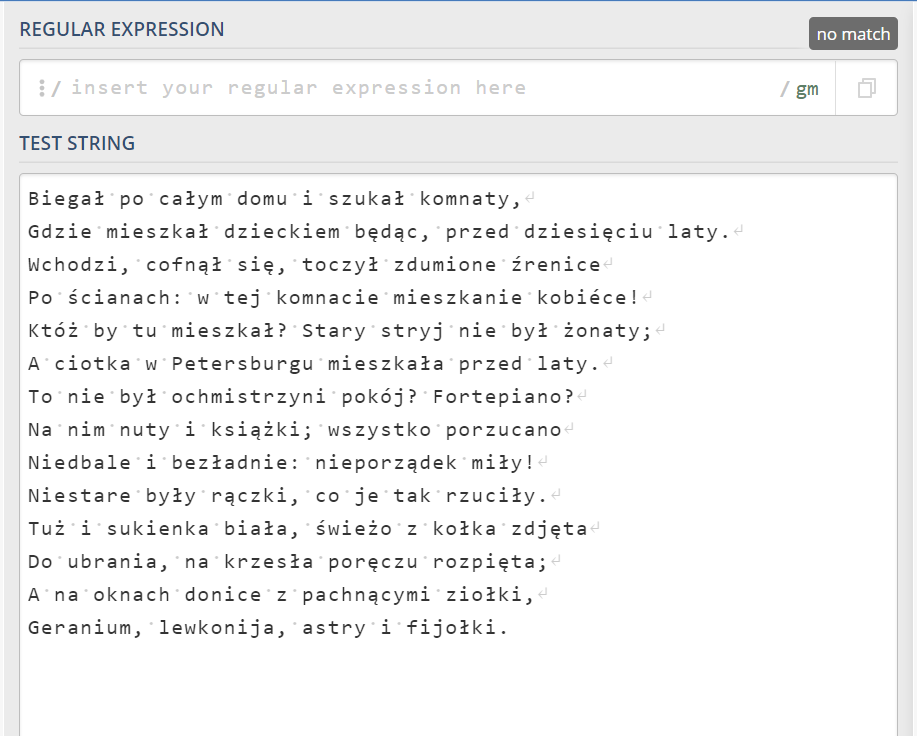 REGULAR EXPRESSION
no match
/ insert your regular expression here / gm
TEST STRING
Biegał po całym domu i szukał komnaty,
Gdzie mieszkał dzieckiem będąc, przed dziesięciu laty.
Wchodzi, cofnął się, toczył zdumione źrenice
Po ścianach: w tej komnacie mieszkanie kobiéce!
Któż by tu mieszkał? Stary stryj nie był żonaty;
A ciotka w Petersburgu mieszkała przed laty.
To nie był ochmistrzyni pokój? Fortepiano?
Na nim nuty i książki; wszystko porzucano
Niedbale i bezładnie: nieporządek miły!
Niestare były rączki, co je tak rzuciły.
Tuż i sukienka biała, świeżo z kołka zdjęta
Do ubrania, na krzesła poręczu rozpięta;
A na oknach donice z pachnącymi ziołki,
Geranium, lewkonija, astry i fijołki.